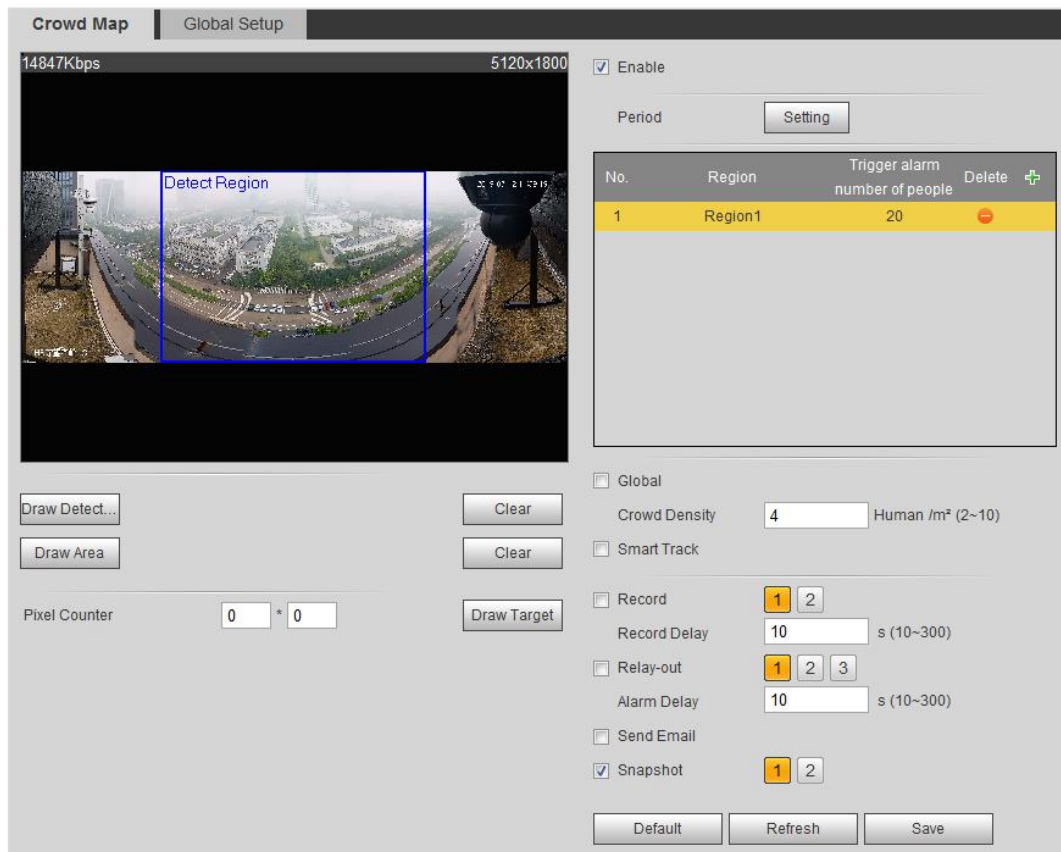 Crowd Map
Global Setup
14847Kbps 5120x1800
Detect Region
Draw Detect... Clear
Draw Area Clear
Pixel Counter 0 * 0 Draw Target
Enable
Period Setting
No. Region Trigger alarm number of people Delete
1 Region1 20
Global
Crowd Density 4 Human /m² (2~10)
Smart Track
Record 1 2
Record Delay 10 s (10~300)
Relay-out 1 2 3
Alarm Delay 10 s (10~300)
Send Email
Snapshot 1 2
Default Refresh Save